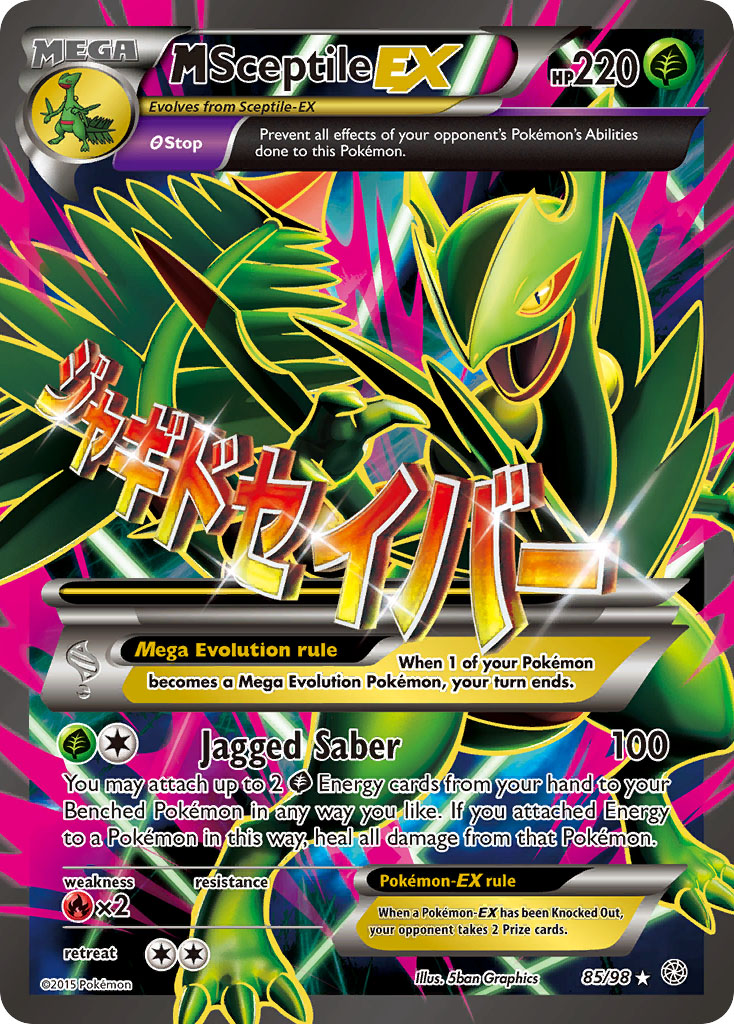 MEGA
MSceptile EX
HP220
Evolves from Sceptile-EX
θStop
Prevent all effects of your opponent's Pokémon's Abilities
done to this Pokémon.
ジャギドセイバー
Mega Evolution rule
When 1 of your Pokémon
becomes a Mega Evolution Pokémon, your turn ends.
Jagged Saber 100
You may attach up to 2 Energy cards from your hand to your
Benched Pokémon in any way you like. If you attached Energy
to a Pokémon in this way, heal all damage from that Pokémon.
weakness resistance
×2
retreat
Pokémon-EX rule
When a Pokémon-EX has been Knocked Out,
your opponent takes 2 Prize cards.
©2015 Pokémon
Illus. 5ban Graphics
85/98 ★